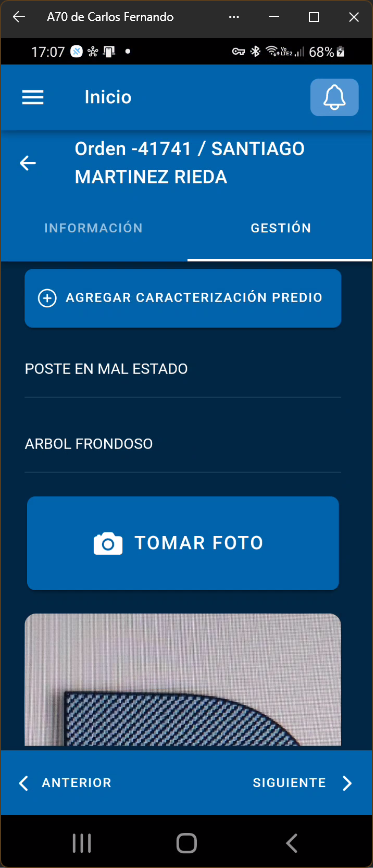 A70 de Carlos Fernando
17:07
68%
Inicio
Orden -41741 / SANTIAGO
MARTINEZ RIEDA
INFORMACIÓN
GESTIÓN
AGREGAR CARACTERIZACIÓN PREDIO
POSTE EN MAL ESTADO
ARBOL FRONDOSO
TOMAR FOTO
ANTERIOR
SIGUIENTE